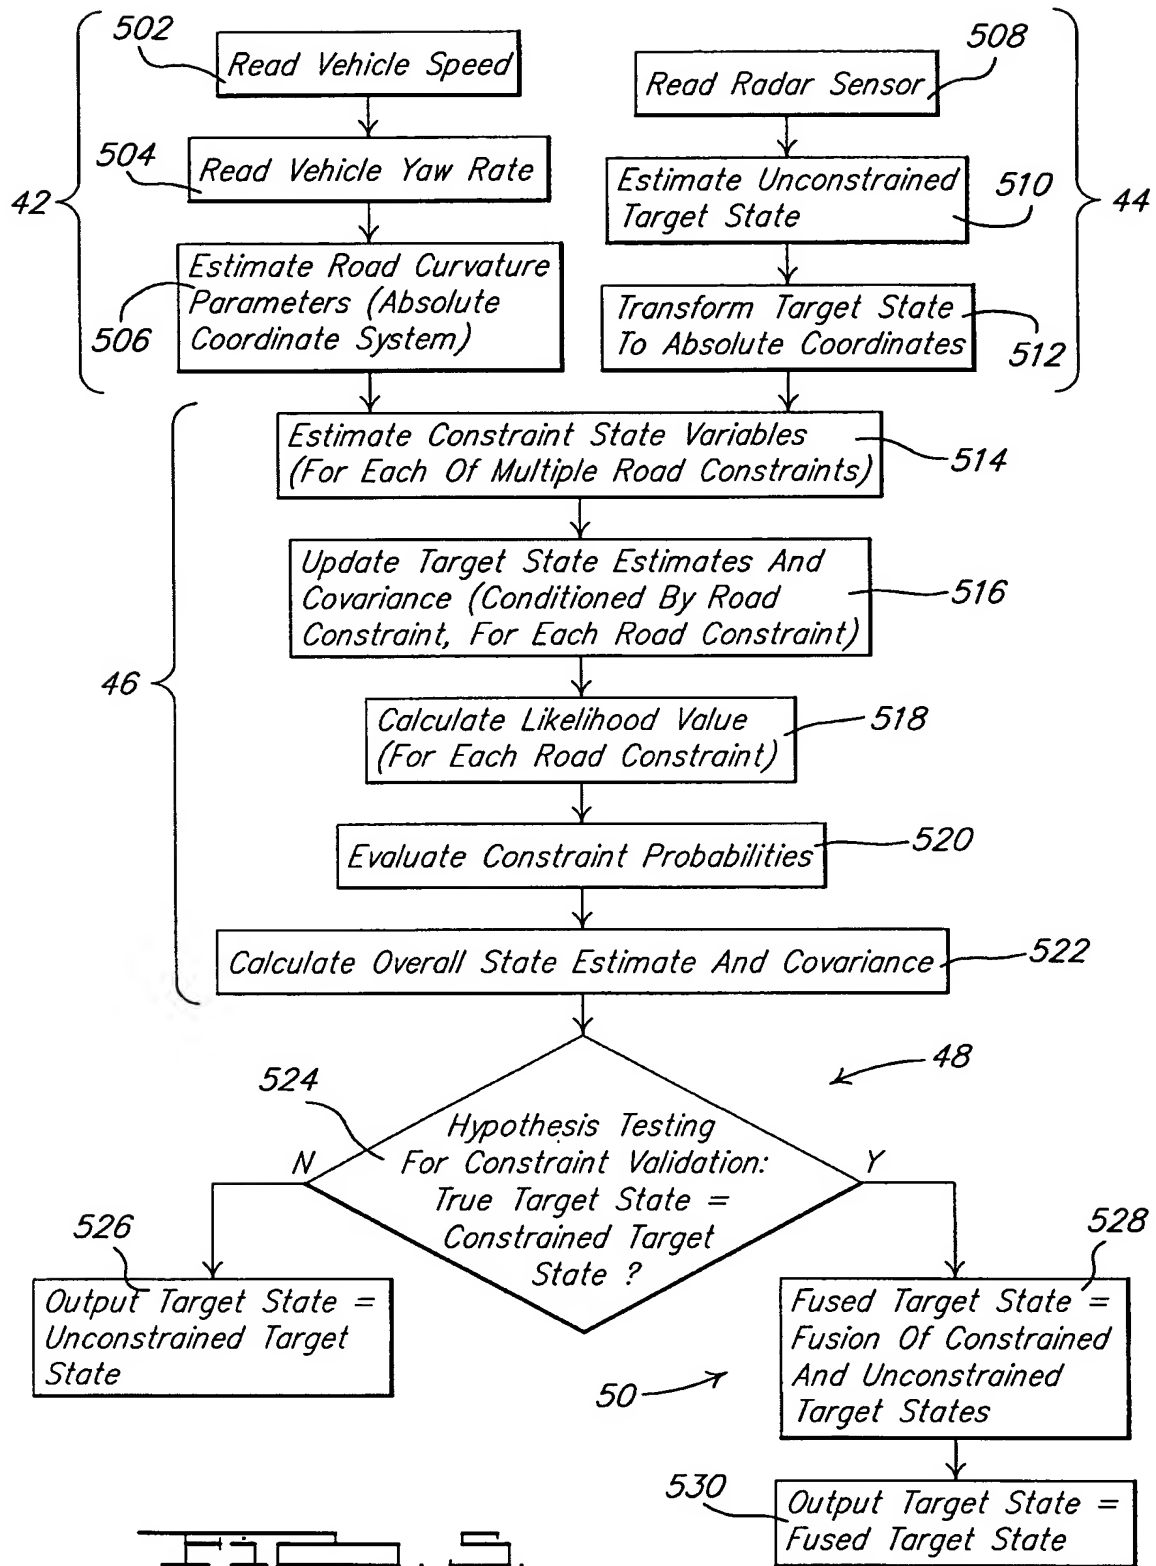 502
Read Vehicle Speed
504
Read Vehicle Yaw Rate
42
Estimate Road Curvature
Parameters (Absolute
Coordinate System)
506
508
Read Radar Sensor
Estimate Unconstrained
Target State
510
44
Transform Target State
To Absolute Coordinates
512
Estimate Constraint State Variables
(For Each Of Multiple Road Constraints)
514
Update Target State Estimates And
Covariance (Conditioned By Road
Constraint, For Each Road Constraint)
516
46
Calculate Likelihood Value
(For Each Road Constraint)
518
Evaluate Constraint Probabilities
520
Calculate Overall State Estimate And Covariance
522
48
524
Hypothesis Testing
For Constraint Validation:
True Target State =
Constrained Target
State ?
N
Y
526
Output Target State =
Unconstrained Target
State
528
Fused Target State =
Fusion Of Constrained
And Unconstrained
Target States
50
530
Output Target State =
Fused Target State